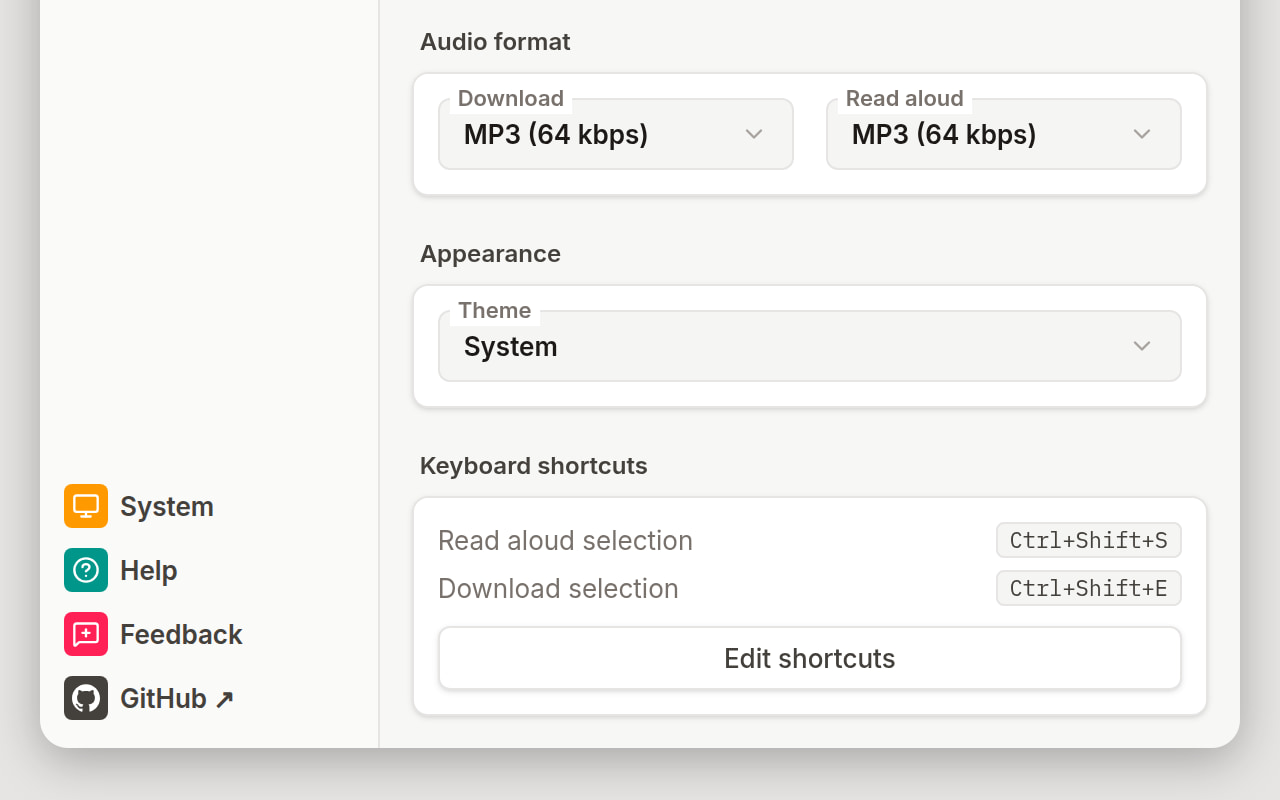 Audio format
Download
Read aloud
MP3 (64 kbps)
MP3 (64 kbps)
Appearance
Theme
System
Keyboard shortcuts
Read aloud selection
Ctrl+Shift+S
Download selection
Ctrl+Shift+E
Edit shortcuts
System
Help
Feedback
GitHub ↗